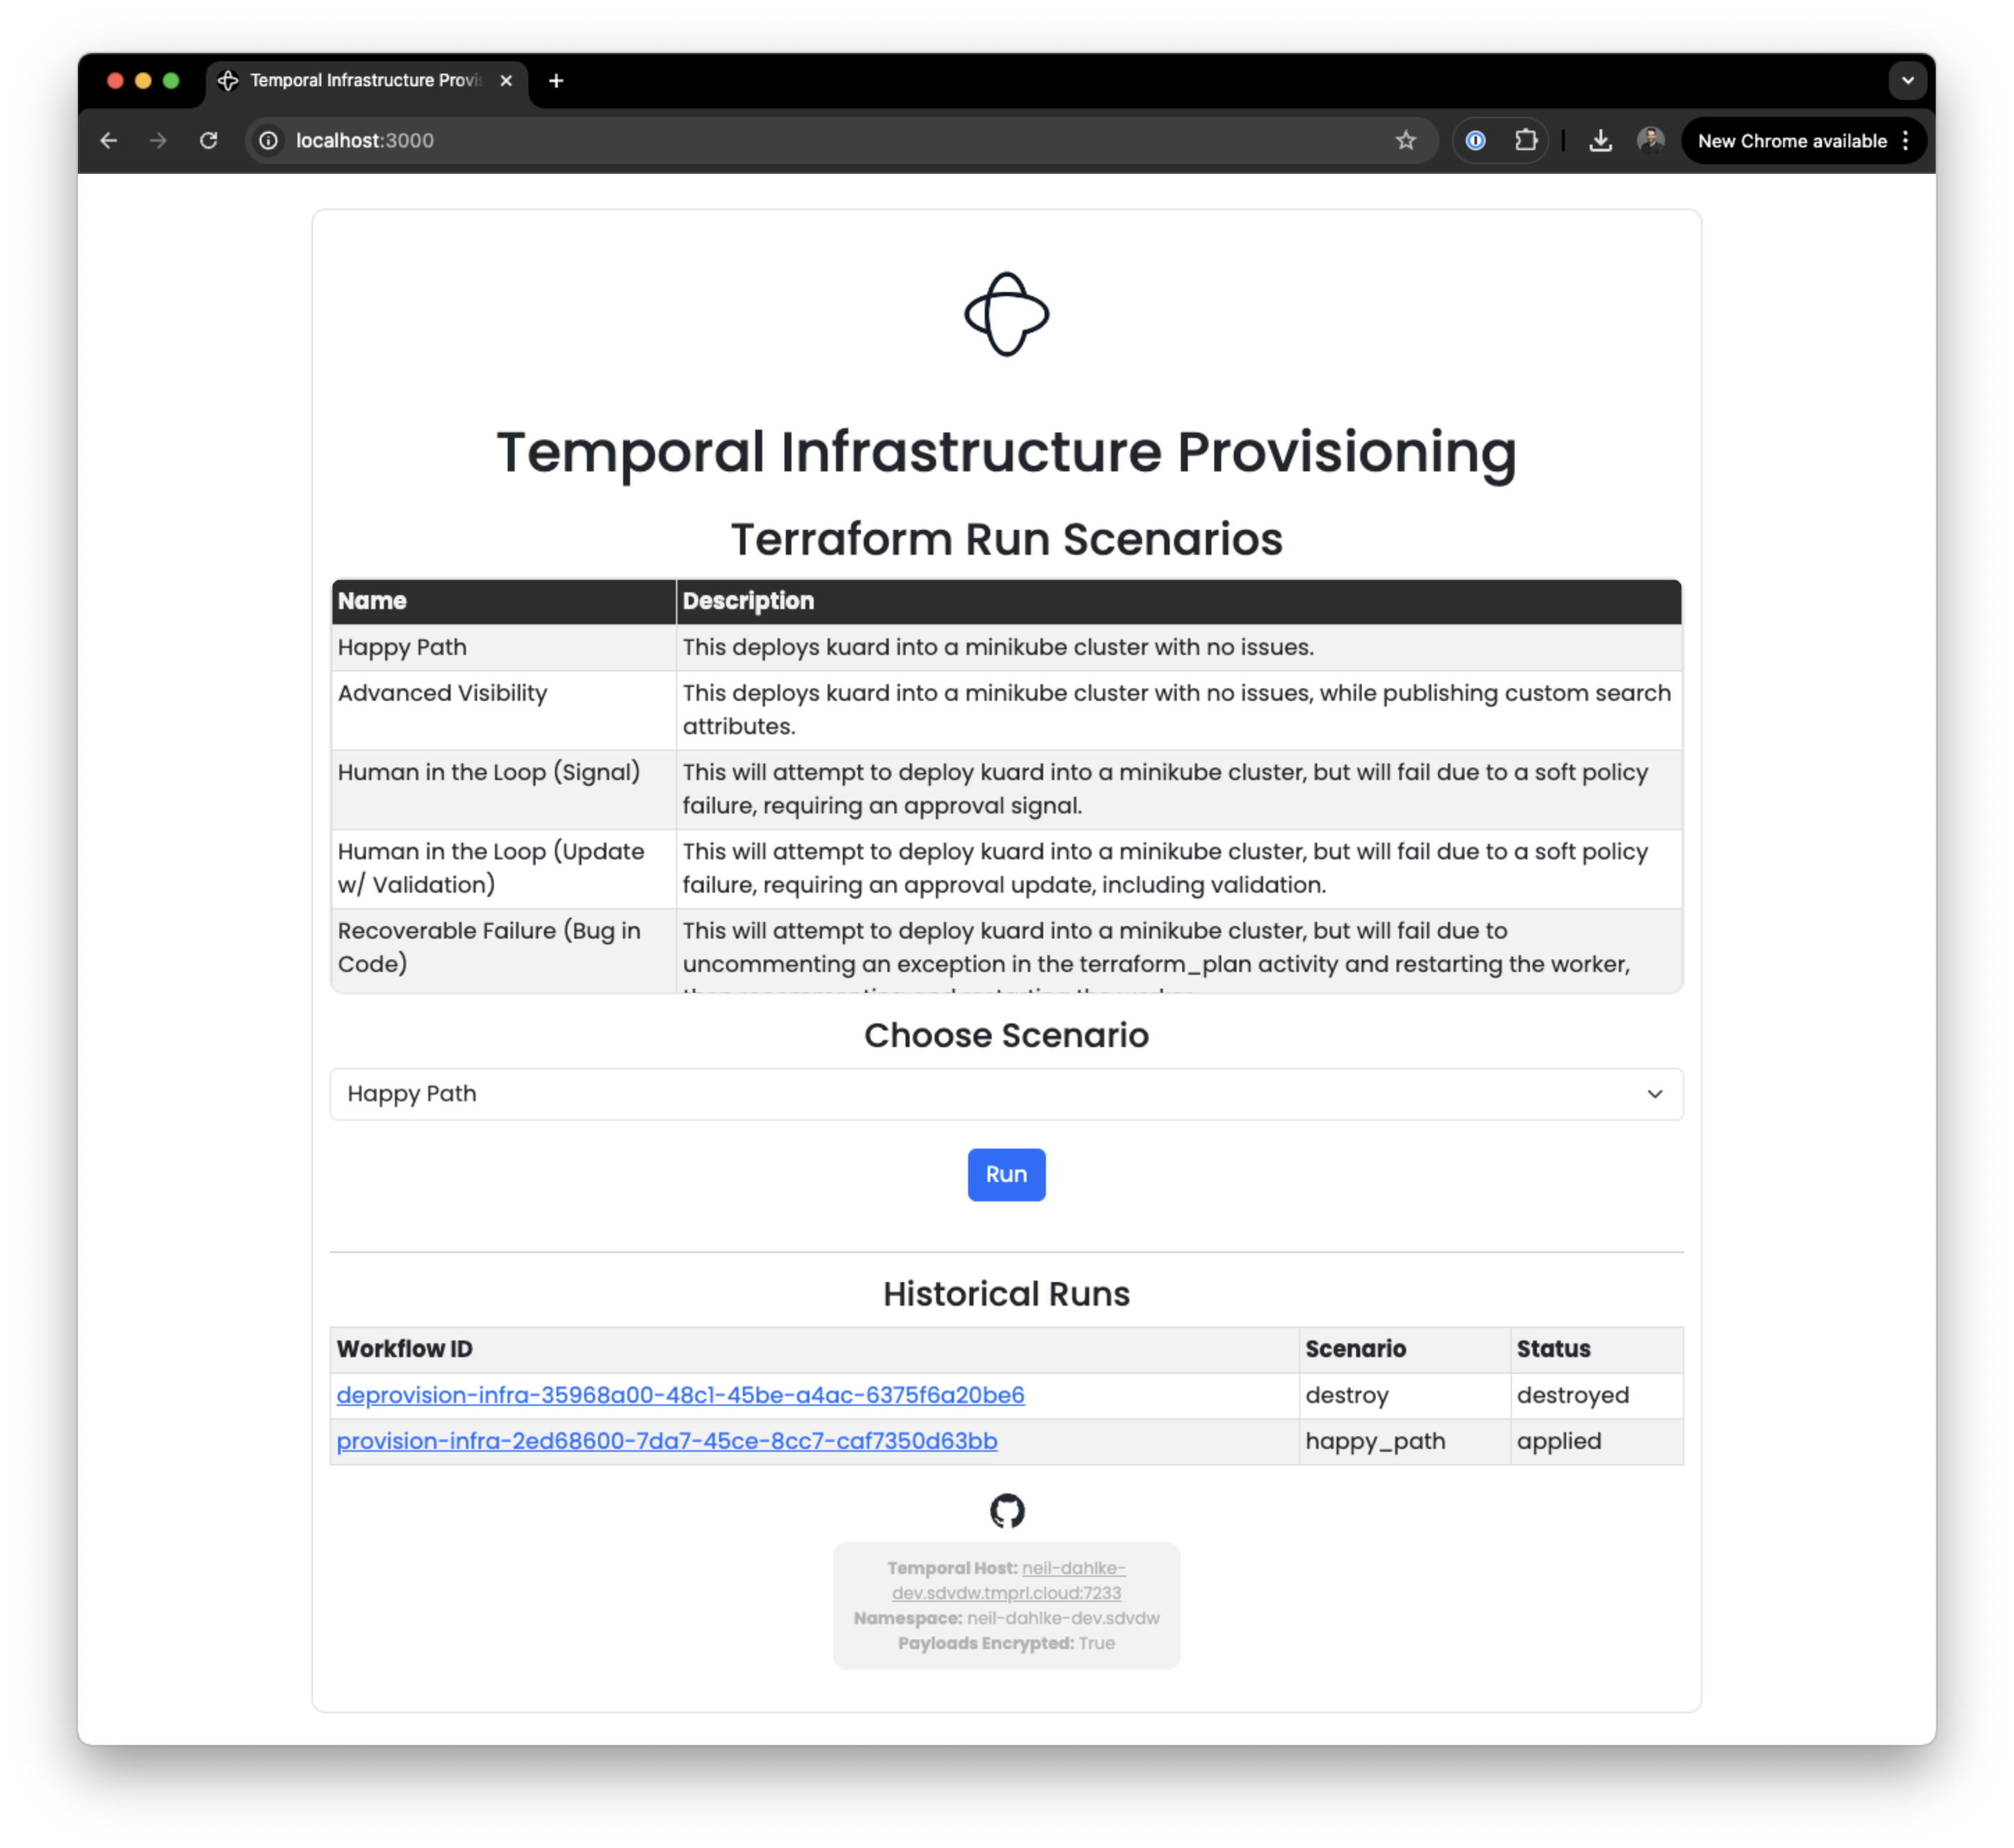 Temporal Infrastructure Provi
localhost:3000
New Chrome available
Temporal Infrastructure Provisioning
Terraform Run Scenarios
Name Description
Happy Path This deploys kuard into a minikube cluster with no issues.
Advanced Visibility This deploys kuard into a minikube cluster with no issues, while publishing custom search
attributes.
Human in the Loop (Signal) This will attempt to deploy kuard into a minikube cluster, but will fail due to a soft policy
failure, requiring an approval signal.
Human in the Loop (Update This will attempt to deploy kuard into a minikube cluster, but will fail due to a soft policy
w/ Validation) failure, requiring an approval update, including validation.
Recoverable Failure (Bug in This will attempt to deploy kuard into a minikube cluster, but will fail due to
Code) uncommenting an exception in the terraform_plan activity and restarting the worker,
Choose Scenario
Happy Path
Run
Historical Runs
Workflow ID Scenario Status
deprovision-infra-35968a00-48c1-45be-a4ac-6375f6a20be6 destroy destroyed
provision-infra-2ed68600-7da7-45ce-8cc7-caf7350d63bb happy_path applied
Temporal Host: neil-dahlke-
dev.sdvdw.tmprl.cloud:7233
Namespace: neil-dahlke-dev.sdvdw
Payloads Encrypted: True